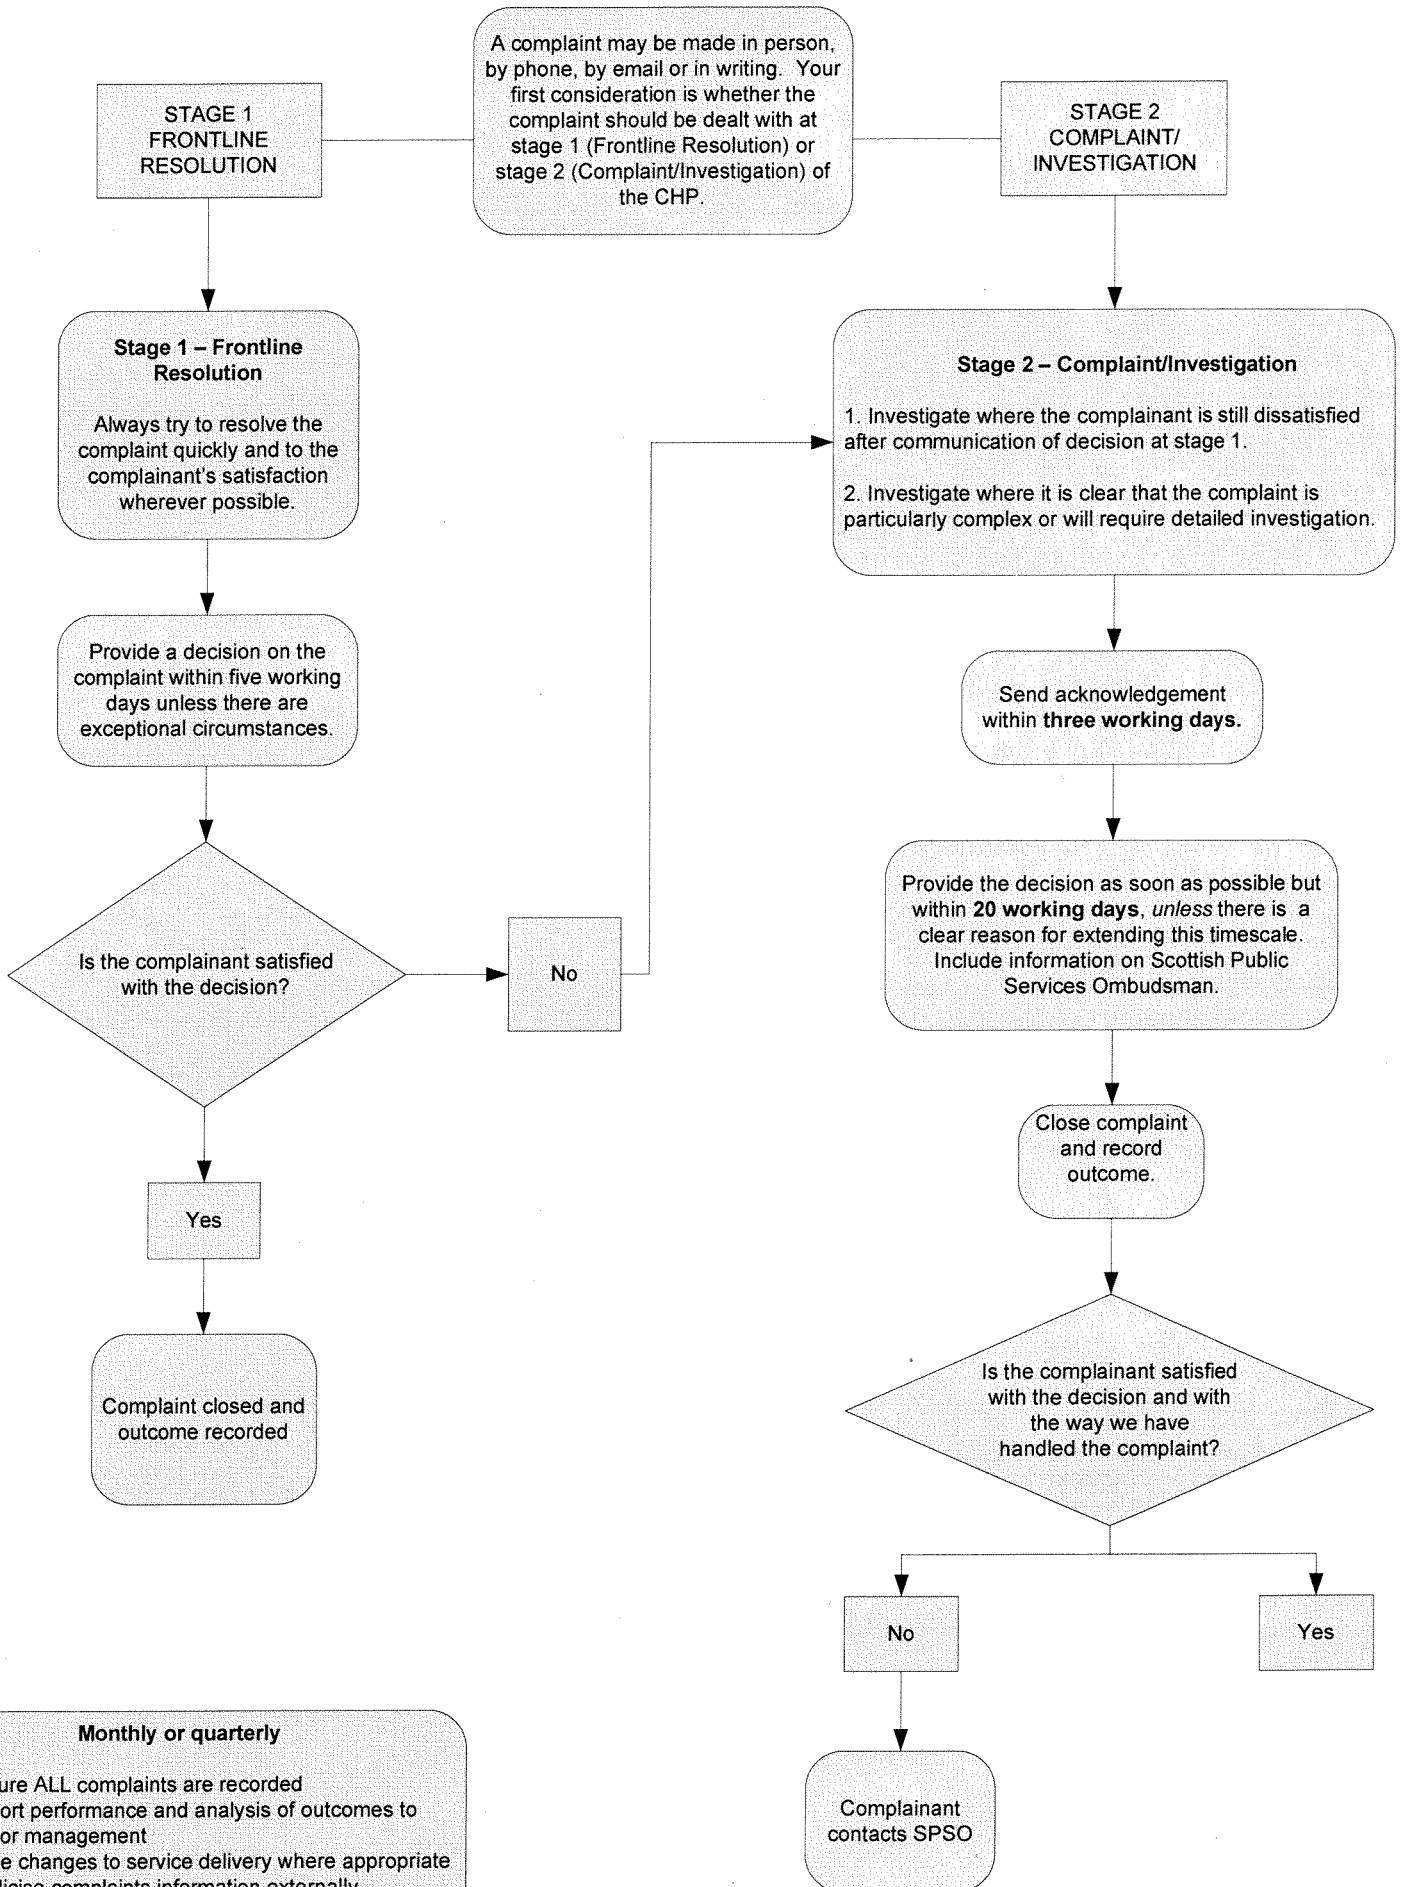 A complaint may be made in person,
by phone, by email or in writing. Your
first consideration is whether the
complaint should be dealt with at
stage 1 (Frontline Resolution) or
stage 2 (Complaint/Investigation) of
the CHP.
STAGE 1
FRONTLINE
RESOLUTION
STAGE 2
COMPLAINT/
INVESTIGATION
Stage 1 – Frontline
Resolution
Always try to resolve the
complaint quickly and to the
complainant's satisfaction
wherever possible.
Provide a decision on the
complaint within five working
days unless there are
exceptional circumstances.
Is the complainant satisfied
with the decision?
No
Yes
Complaint closed and
outcome recorded
Stage 2 – Complaint/Investigation
1. Investigate where the complainant is still dissatisfied
after communication of decision at stage 1.
2. Investigate where it is clear that the complaint is
particularly complex or will require detailed investigation.
Send acknowledgement
within three working days.
Provide the decision as soon as possible but
within 20 working days, unless there is a
clear reason for extending this timescale.
Include information on Scottish Public
Services Ombudsman.
Close complaint
and record
outcome.
Is the complainant satisfied
with the decision and with
the way we have
handled the complaint?
No
Yes
Complainant
contacts SPSO
Monthly or quarterly
ALL complaints are recorded
performance and analysis of outcomes to
management
changes to service delivery where appropriate
complaints information externally